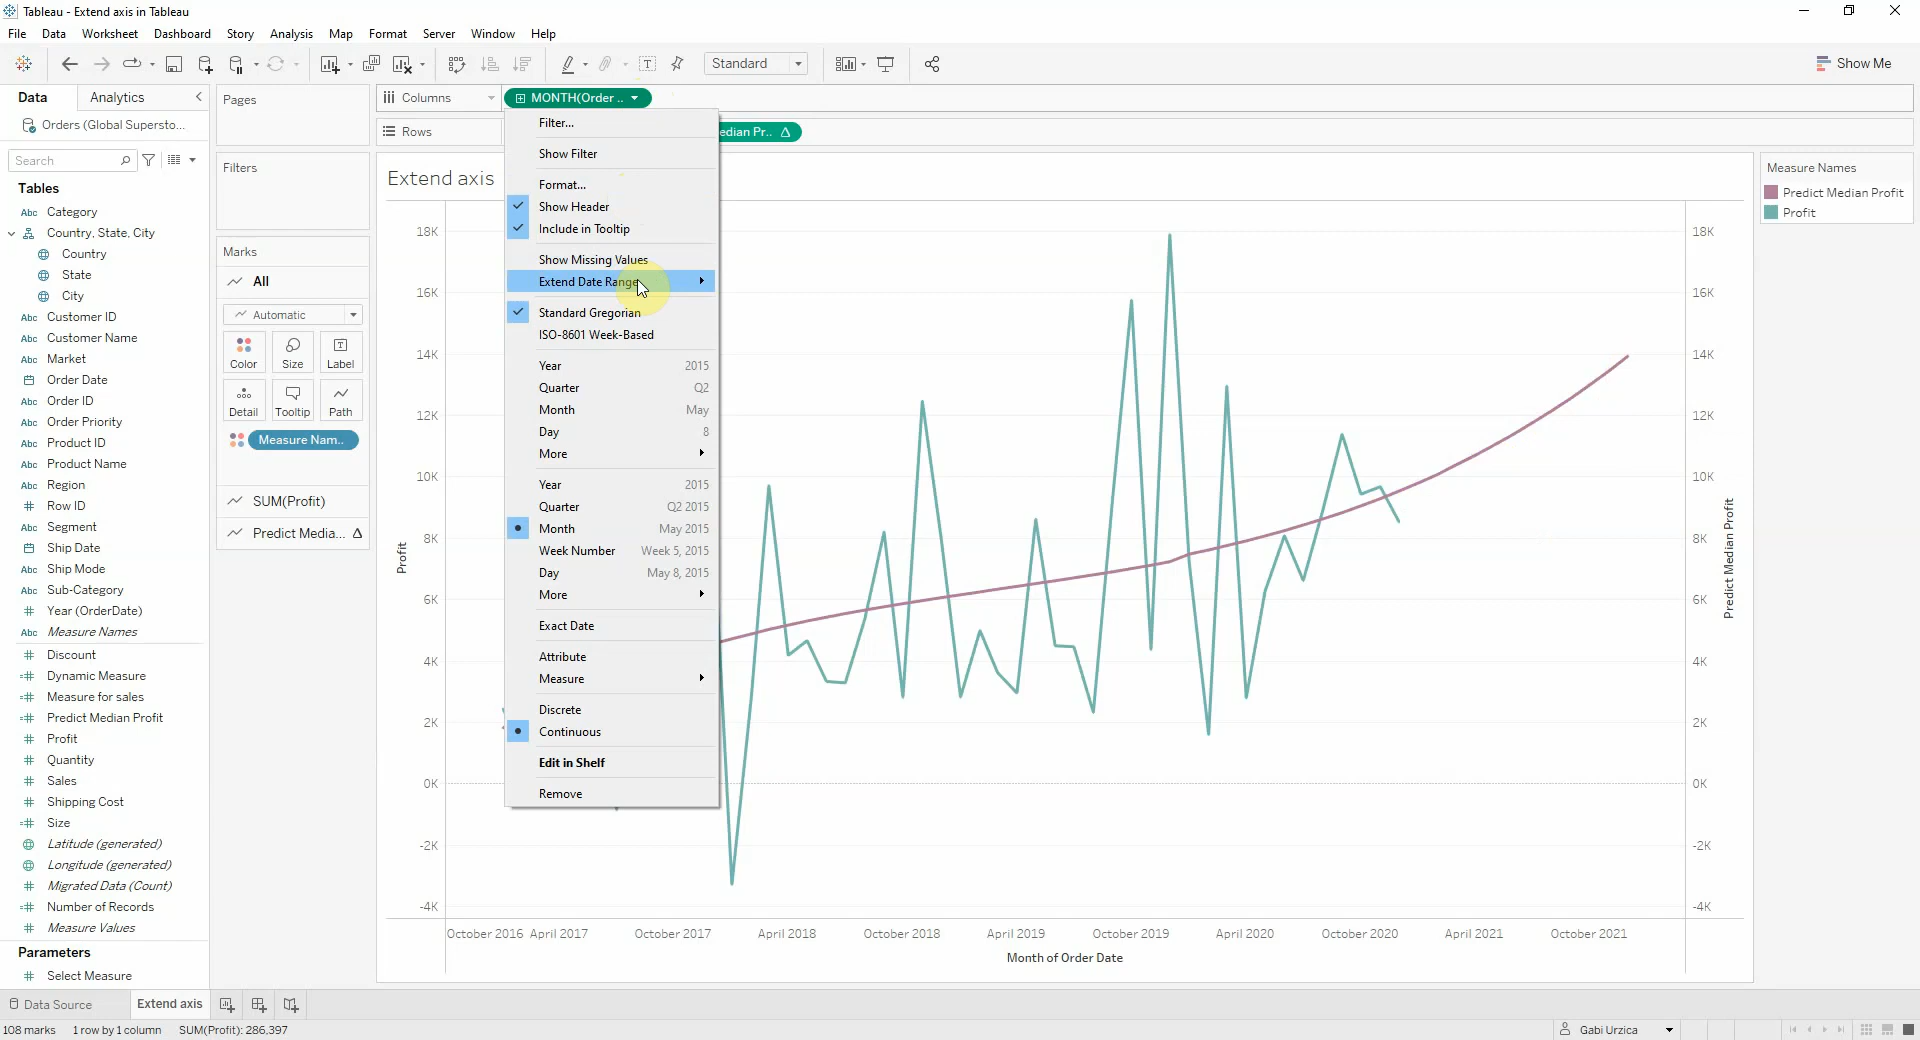 Tableau - Extend axis in Tableau
File Data Worksheet Dashboard Story Analysis Map Format Server Window Help
Standard
Show Me
Data Analytics
Orders (Global Supersto...
Search
Tables
Abc Category
Country, State, City
Country
State
City
Abc Customer ID
Abc Customer Name
Abc Market
Order Date
Abc Order ID
Abc Order Priority
Abc Product ID
Abc Product Name
Abc Region
# Row ID
Abc Segment
Ship Date
Abc Ship Mode
Abc Sub-Category
# Year (OrderDate)
Abc Measure Names
# Discount
=# Dynamic Measure
=# Measure for sales
=# Predict Median Profit
# Profit
# Quantity
# Sales
# Shipping Cost
=# Size
Latitude (generated)
Longitude (generated)
# Migrated Data (Count)
=# Number of Records
# Measure Values
Parameters
# Select Measure
Pages
Filters
Marks
All
Automatic
Color Size Label
Detail Tooltip Path
Measure Nam..
SUM(Profit)
Predict Media... Δ
Columns
MONTH(Order ..
Rows
edian Pr.. Δ
Extend axis
Filter...
Show Filter
Format...
Show Header
Include in Tooltip
Show Missing Values
Extend Date Range
Standard Gregorian
ISO-8601 Week-Based
Year 2015
Quarter Q2
Month May
Day 8
More
Year 2015
Quarter Q2 2015
Month May 2015
Week Number Week 5, 2015
Day May 8, 2015
More
Exact Date
Attribute
Measure
Discrete
Continuous
Edit in Shelf
Remove
Profit
18K
16K
14K
12K
10K
8K
6K
4K
2K
0K
-2K
-4K
18K
16K
14K
12K
10K
8K
6K
4K
2K
0K
-2K
-4K
Predict Median Profit
October 2016 April 2017 October 2017 April 2018 October 2018 April 2019 October 2019 April 2020 October 2020 April 2021 October 2021
Month of Order Date
Measure Names
Predict Median Profit
Profit
Data Source Extend axis
108 marks 1 row by 1 column SUM(Profit): 286,397
Gabi Urzica